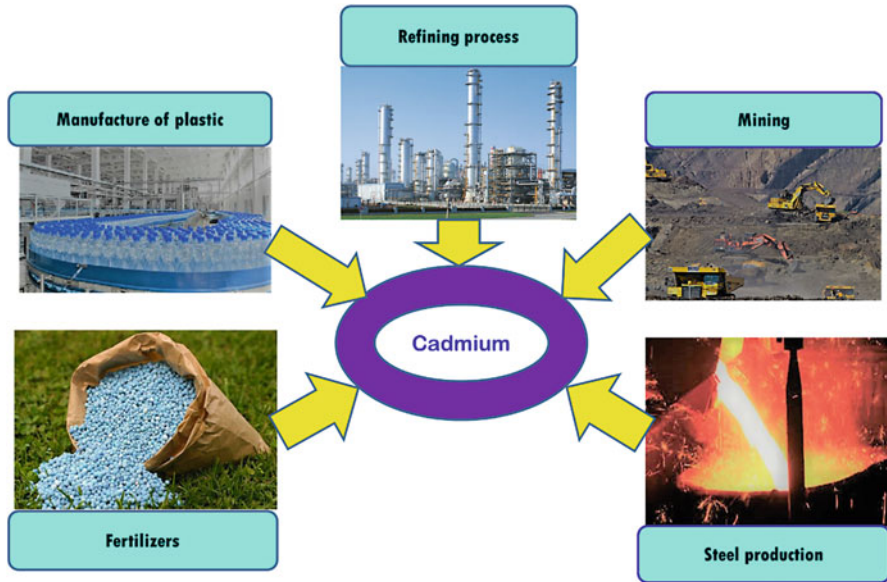 Refining process
Manufacture of plastic
Mining
Cadmium
Fertilizers
Steel production